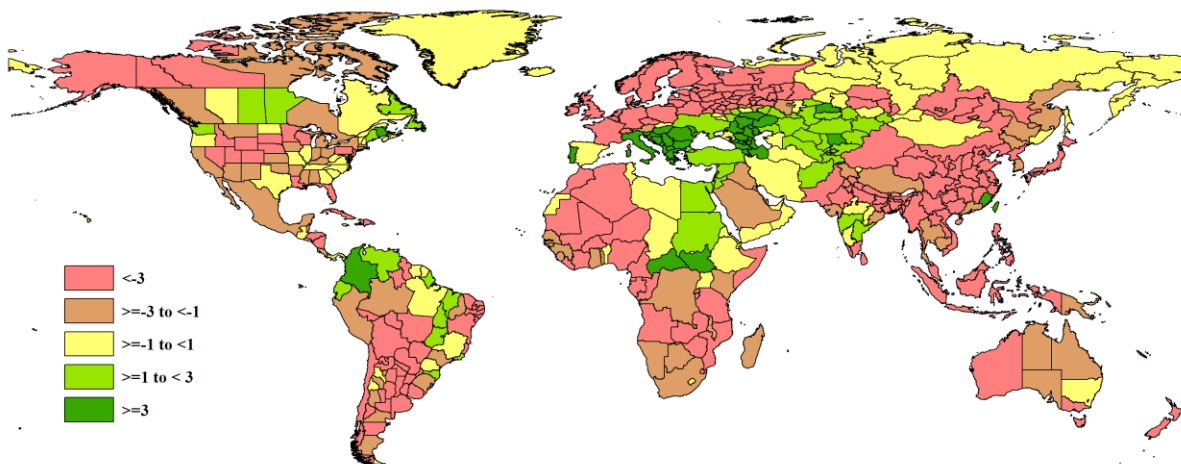 <-3
>=-3 to <-1
>=-1 to <1
>=1 to < 3
>=3